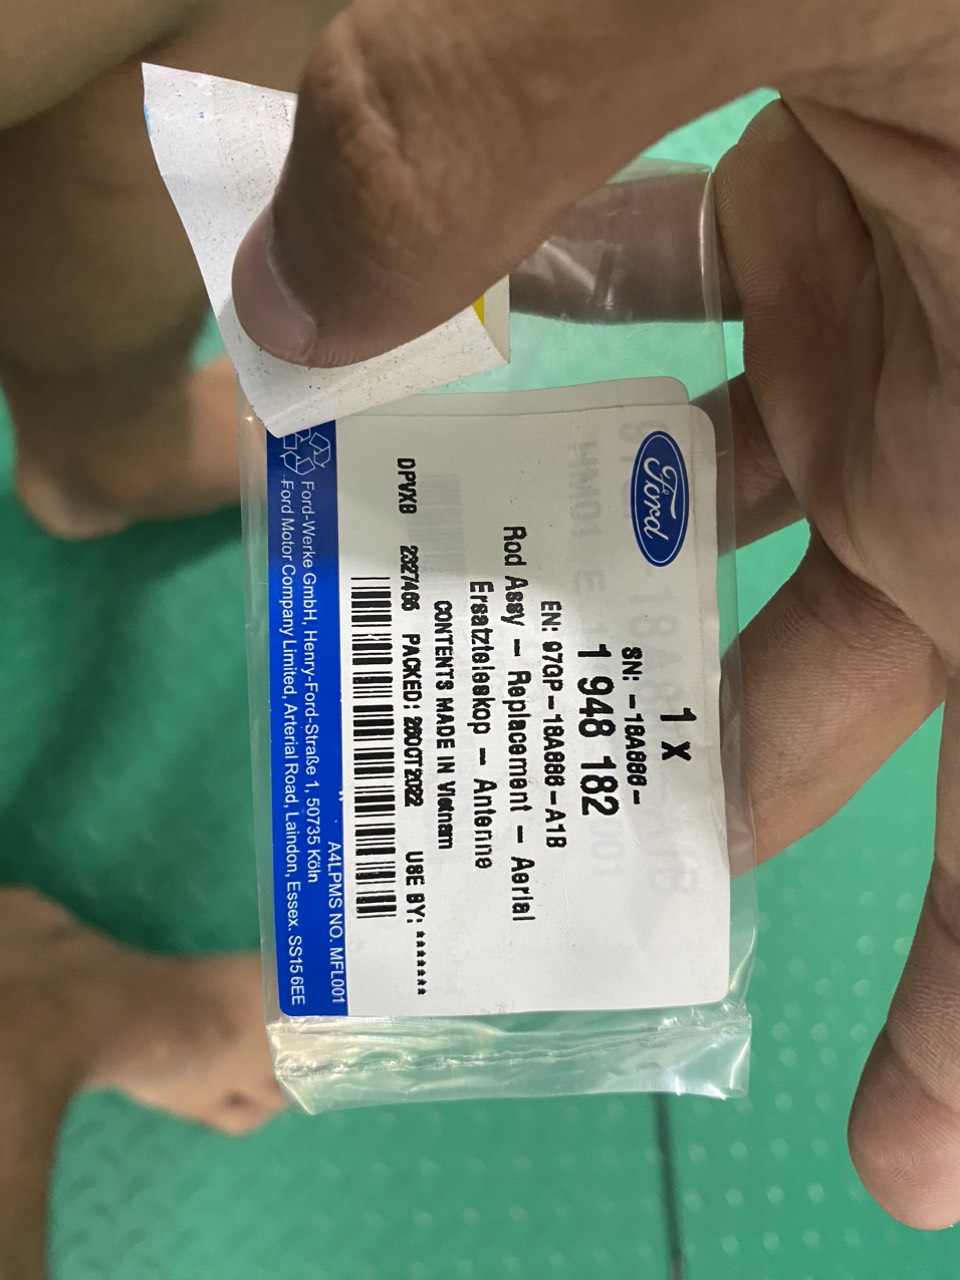 Ford
1 X
SN: -18A886-
1 948 182
EN: 97GP-18A886-A1B
Rod Assy - Replacement - Aerial
Ersatzteleskop - Antenne
CONTENTS MADE IN Vietnam
DPVXB 2327466 PACKED: 28OCT2022 USE BY: *******
A4LPMS NO. MFL001
Ford-Werke GmbH, Henry-Ford-Straße 1, 50735 Köln
Ford Motor Company Limited, Arterial Road, Laindon, Essex. SS15 6EE